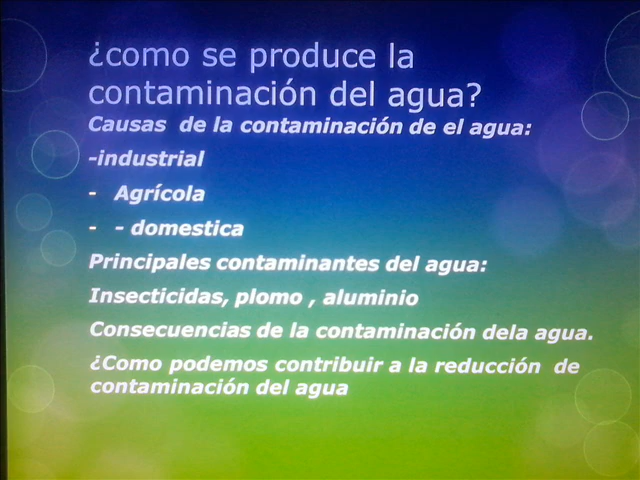 ¿como se produce la
contaminación del agua?
Causas de la contaminación de el agua:
-industrial
- Agrícola
- - domestica
Principales contaminantes del agua:
Insecticidas, plomo , aluminio
Consecuencias de la contaminación dela agua.
¿Como podemos contribuir a la reducción de
contaminación del agua